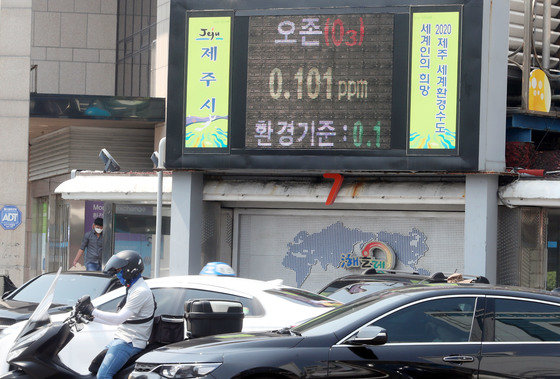 Jeju
제주시
오존(O3)
0.101 ppm
환경기준 : 0.1
2020 제주 세계환경수도
세계인의 희망
7
ADT